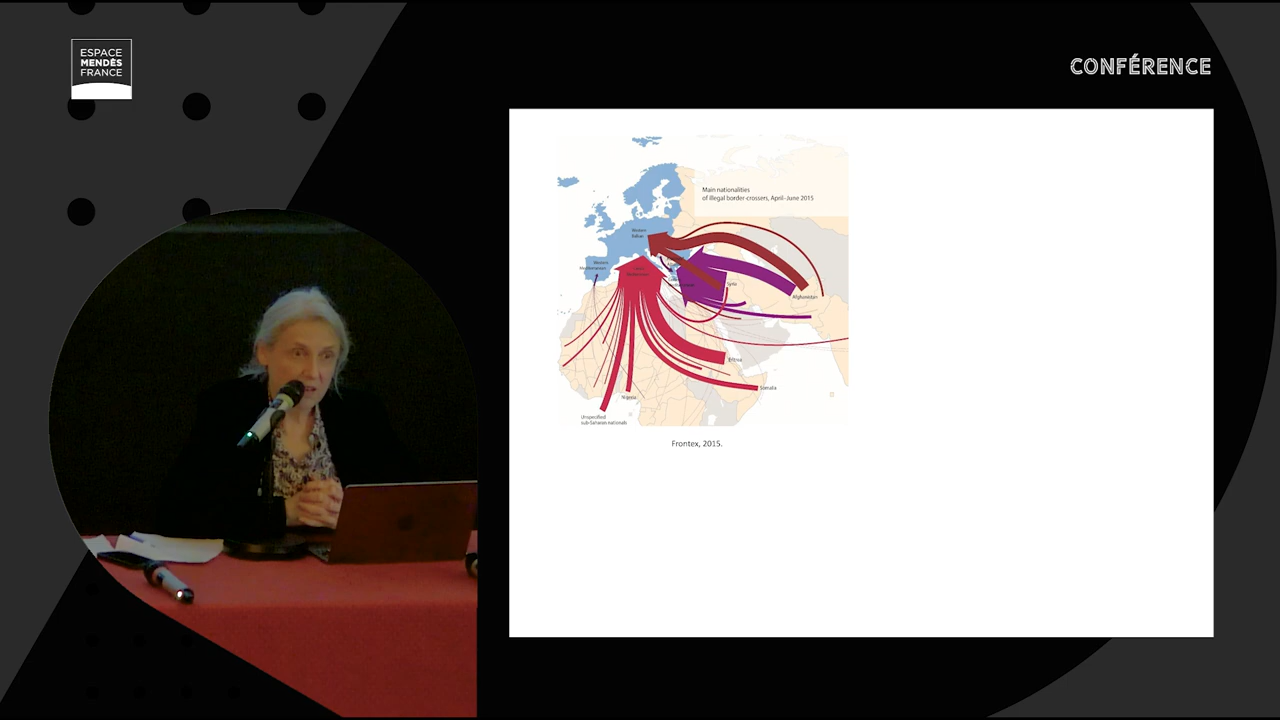 ESPACE
MENDÈS
FRANCE
CONFÉRENCE
Main nationalities
of illegal border-crossers, April–June 2015
Western
Balkan
Western
Mediterranean
Syria
Afghanistan
Eritrea
Somalia
Nigeria
Unspecified
sub-Saharan nationals
Frontex, 2015.